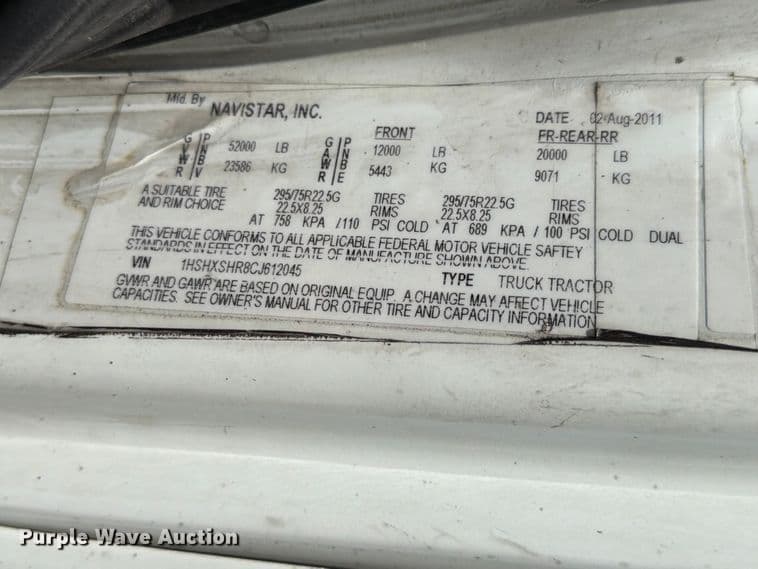 Mfd. By NAVISTAR, INC. DATE 02-Aug-2011
FRONT FR-REAR-RR
G P 52000 LB G P 12000 LB 20000 LB
V N A N
W B W B
R V 23586 KG R E 5443 KG 9071 KG
A SUITABLE TIRE 295/75R22.5G TIRES 295/75R22.5G TIRES
AND RIM CHOICE 22.5X8.25 RIMS 22.5X8.25 RIMS
AT 758 KPA /110 PSI COLD AT 689 KPA / 100 PSI COLD DUAL
THIS VEHICLE CONFORMS TO ALL APPLICABLE FEDERAL MOTOR VEHICLE SAFTEY
STANDARDS IN EFFECT ON THE DATE OF MANUFACTURE SHOWN ABOVE.
VIN 1HSHXSHR8CJ612045 TYPE TRUCK TRACTOR
GVWR AND GAWR ARE BASED ON ORIGINAL EQUIP. A CHANGE MAY AFFECT VEHICLE
CAPACITIES. SEE OWNER'S MANUAL FOR OTHER TIRE AND CAPACITY INFORMATION
Purple Wave Auction